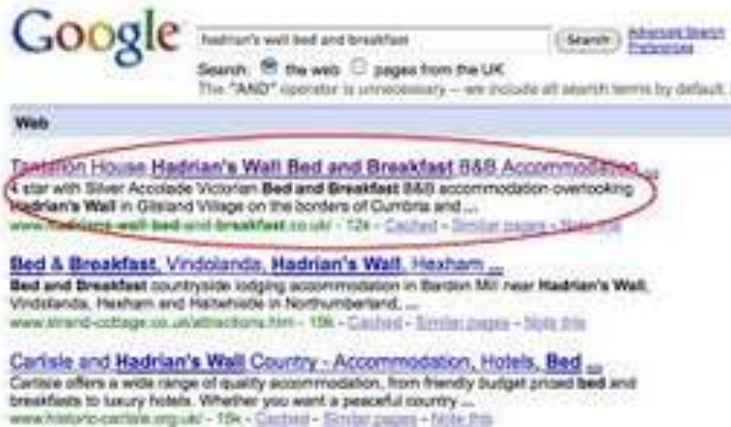 Google
hadrian's wall bed and breakfast Search Advanced Search
Preferences
Search: the web pages from the UK
The "AND" operator is unnecessary -- we include all search terms by default.
Web
House Hadrian's Wall Bed and Breakfast B&B Accommodation ...
4 star with Silver Accolade Victorian Bed and Breakfast B&B accommodation overlooking
Hadrian's Wall in Gilsland Village on the borders of Cumbria and ...
www.hadrians-wall-bed-and-breakfast.co.uk/ - 12k - Cached - Similar pages - Note this
Bed & Breakfast, Vindolanda, Hadrian's Wall, Hexham ...
Bed and Breakfast countryside lodging accommodation in Bardon Mill near Hadrian's Wall,
Vindolanda, Hexham and Haltwhistle in Northumberland, ...
www.strand-cottage.co.uk/attractions.htm - 15k - Cached - Similar pages - Note this
Carlisle and Hadrian's Wall Country - Accommodation, Hotels, Bed ...
Carlisle offers a wide range of quality accommodation, from friendly budget priced bed and
breakfasts to luxury hotels. Whether you want a peaceful country ...
www.historic-carlisle.org.uk/ - 15k - Cached - Similar pages - Note this